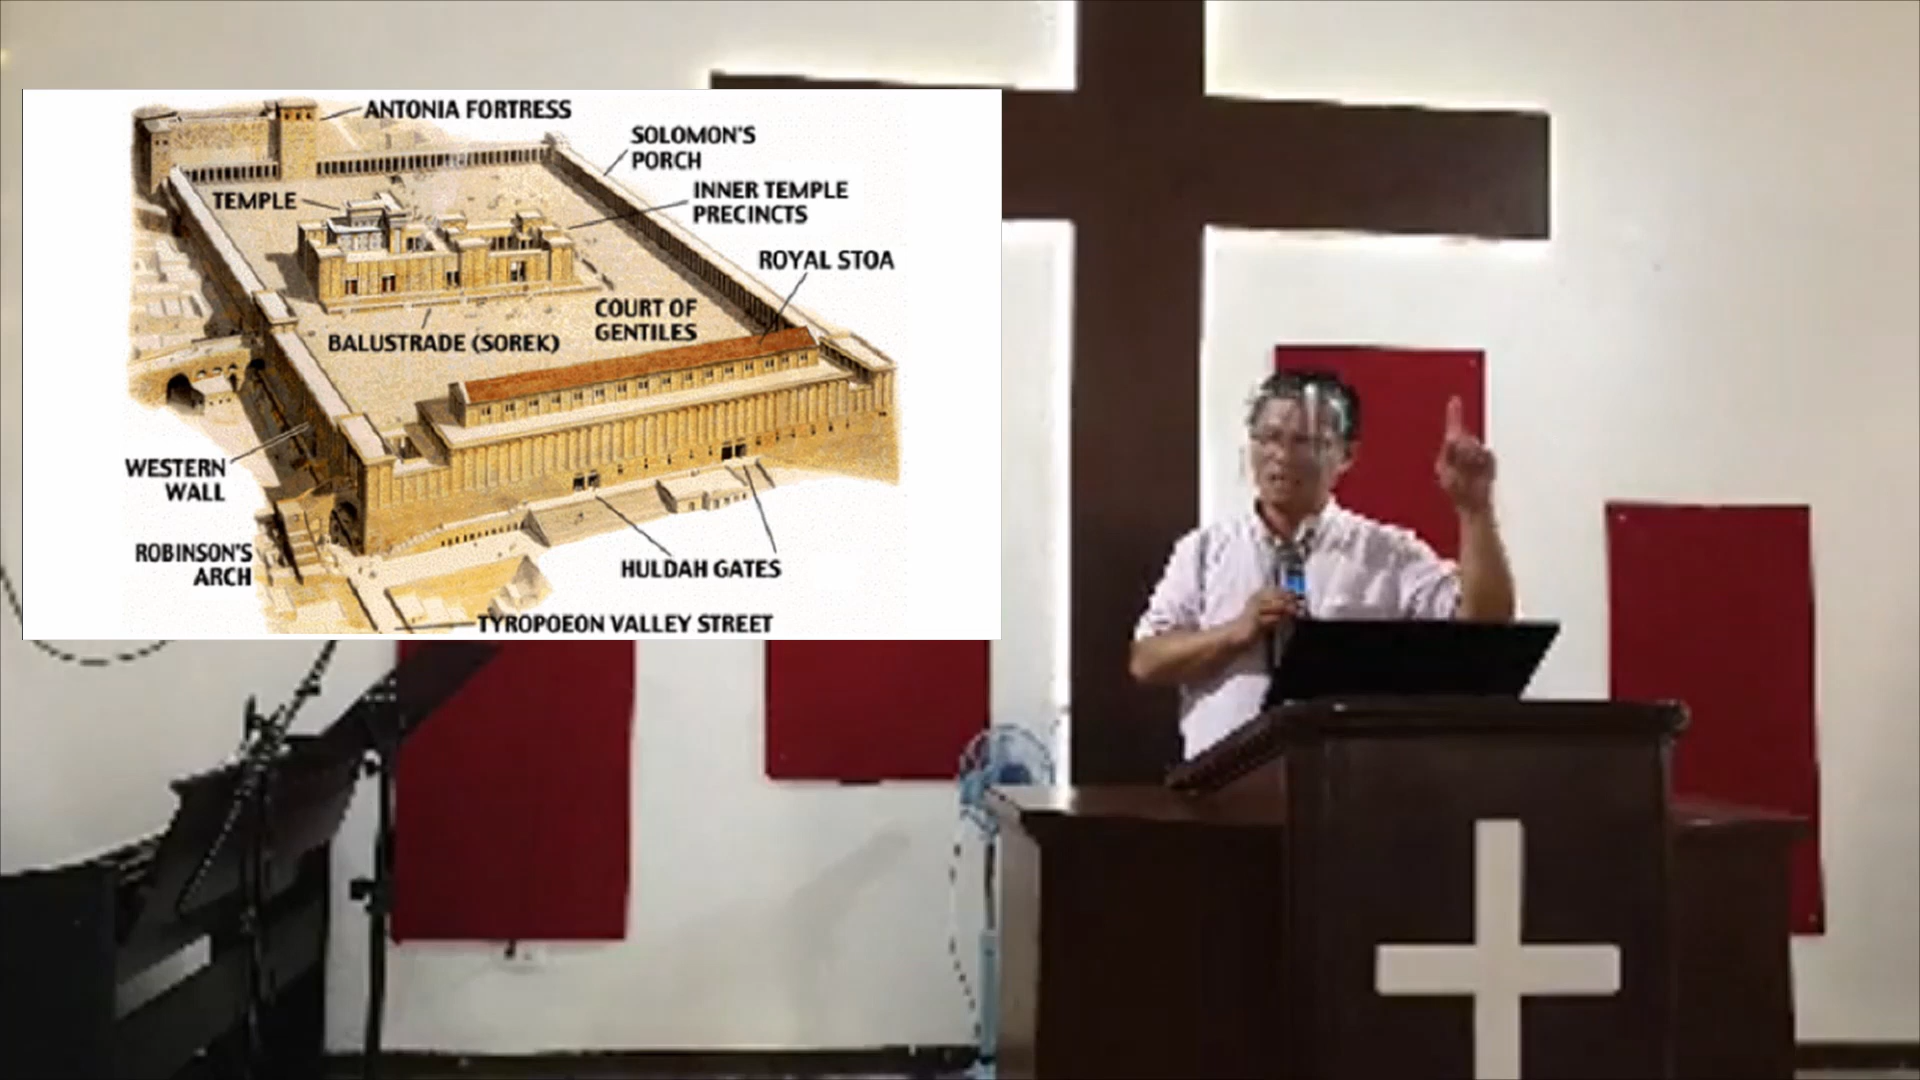 ANTONIA FORTRESS
SOLOMON'S
PORCH
TEMPLE
INNER TEMPLE
PRECINCTS
ROYAL STOA
COURT OF
GENTILES
BALUSTRADE (SOREK)
WESTERN
WALL
ROBINSON'S
ARCH
HULDAH GATES
TYROPOEON VALLEY STREET